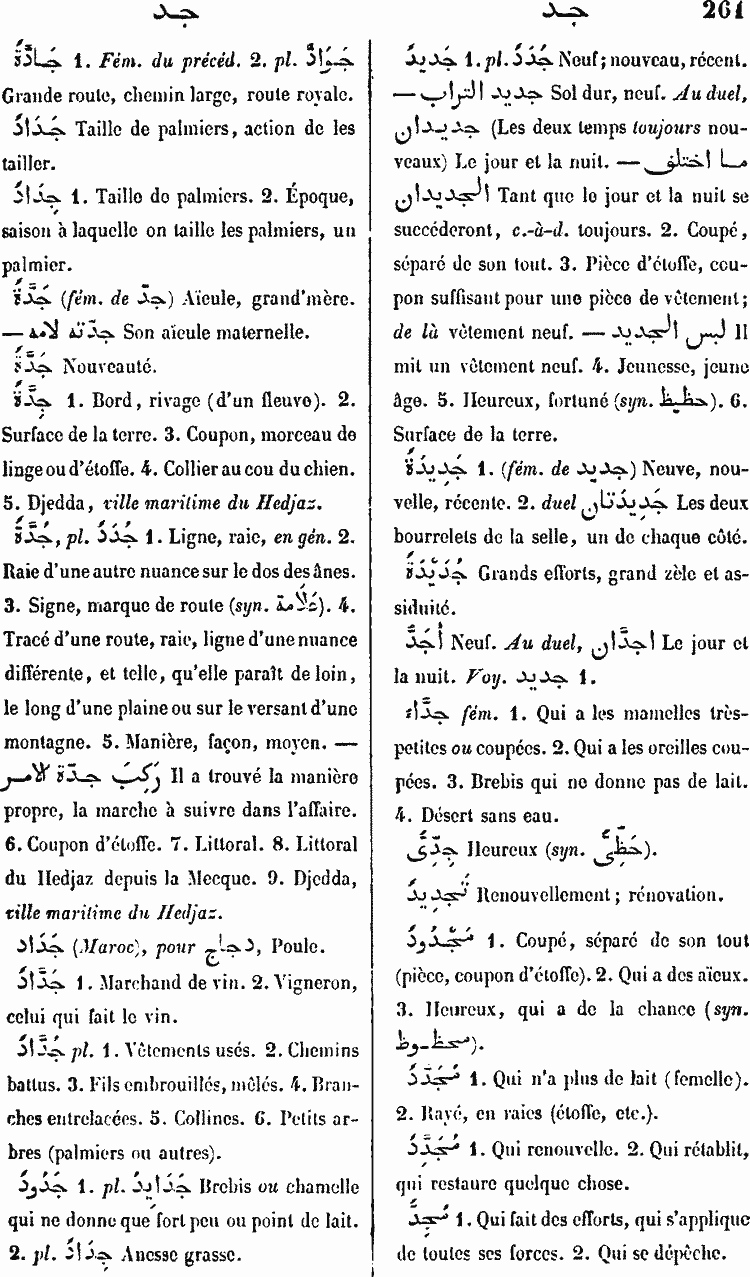 جد
جد
261
جَادَّةٌ 1. Fém. du précéd. 2. pl. جَوَادُّ
Grande route, chemin large, route royale.
جَدَادٌ Taille de palmiers, action de les
tailler.
جِدَادٌ 1. Taille de palmiers. 2. Époque,
saison à laquelle on taille les palmiers, un
palmier.
جَدَّةٌ (fém. de جدّ) Aïeule, grand'mère.
— جدّته لامه Son aïeule maternelle.
جِدَّةٌ Nouveauté.
جِدَّةٌ 1. Bord, rivage (d'un fleuve). 2.
Surface de la terre. 3. Coupon, morceau de
linge ou d'étoffe. 4. Collier au cou du chien.
5. Djedda, ville maritime du Hedjaz.
جُدَّةٌ, pl. جُدَدٌ 1. Ligne, raie, en gén. 2.
Raie d'une autre nuance sur le dos des ânes.
3. Signe, marque de route (syn. عَلَامة). 4.
Tracé d'une route, raie, ligne d'une nuance
différente, et telle, qu'elle paraît de loin,
le long d'une plaine ou sur le versant d'une
montagne. 5. Manière, façon, moyen. —
رَكِبَ جدّة لامر Il a trouvé la manière
propre, la marche à suivre dans l'affaire.
6. Coupon d'étoffe. 7. Littoral. 8. Littoral
du Hedjaz depuis la Mecque. 9. Djedda,
ville maritime du Hedjaz.
جَدَاد (Maroc), pour دجاج, Poule.
جَدَّادٌ 1. Marchand de vin. 2. Vigneron,
celui qui fait le vin.
جُدَّادٌ pl. 1. Vêtements usés. 2. Chemins
battus. 3. Fils embrouillés, mêlés. 4. Bran-
ches entrelacées. 5. Collines. 6. Petits ar-
bres (palmiers ou autres).
جَدُودٌ 1. pl. جَدَايِدُ Brebis ou chamelle
qui ne donne que fort peu ou point de lait.
2. pl. جِدَادٌ Anesse grasse.
جَدِيدٌ 1. pl. جُدُدٌ Neuf; nouveau, récent.
— جديد التراب Sol dur, neuf. Au duel,
جديدان (Les deux temps toujours nou-
veaux) Le jour et la nuit. — ما اختلف
الجديدان Tant que le jour et la nuit se
succéderont, c.-à-d. toujours. 2. Coupé,
séparé de son tout. 3. Pièce d'étoffe, cou-
pon suffisant pour une pièce de vêtement;
de là vêtement neuf. — لبس الجديد Il
mit un vêtement neuf. 4. Jeunesse, jeune
âge. 5. Heureux, fortuné (syn. حظيظ). 6.
Surface de la terre.
جَدِيدَةٌ 1. (fém. de جديد) Neuve, nou-
velle, récente. 2. duel جَدِيدَتان Les deux
bourrelets de la selle, un de chaque côté.
جُدَيْدَةٌ Grands efforts, grand zèle et as-
siduité.
أَجَدُّ Neuf. Au duel, اجدَّان Le jour et
la nuit. Voy. جديد 1.
جدَّاء fém. 1. Qui a les mamelles très-
petites ou coupées. 2. Qui a les oreilles cou-
pées. 3. Brebis qui ne donne pas de lait.
4. Désert sans eau.
جدِّىٌّ Heureux (syn. حَظِّىٌّ).
تَجْدِيدٌ Renouvellement; rénovation.
مَجْدُودٌ 1. Coupé, séparé de son tout
(pièce, coupon d'étoffe). 2. Qui a des aïeux.
3. Heureux, qui a de la chance (syn.
محظوظ).
مُجَدَّدٌ 1. Qui n'a plus de lait (femelle).
2. Rayé, en raies (étoffe, etc.).
مُجَدِّدٌ 1. Qui renouvelle. 2. Qui rétablit,
qui restaure quelque chose.
مُجِدٌّ 1. Qui fait des efforts, qui s'applique
de toutes ses forces. 2. Qui se dépêche.